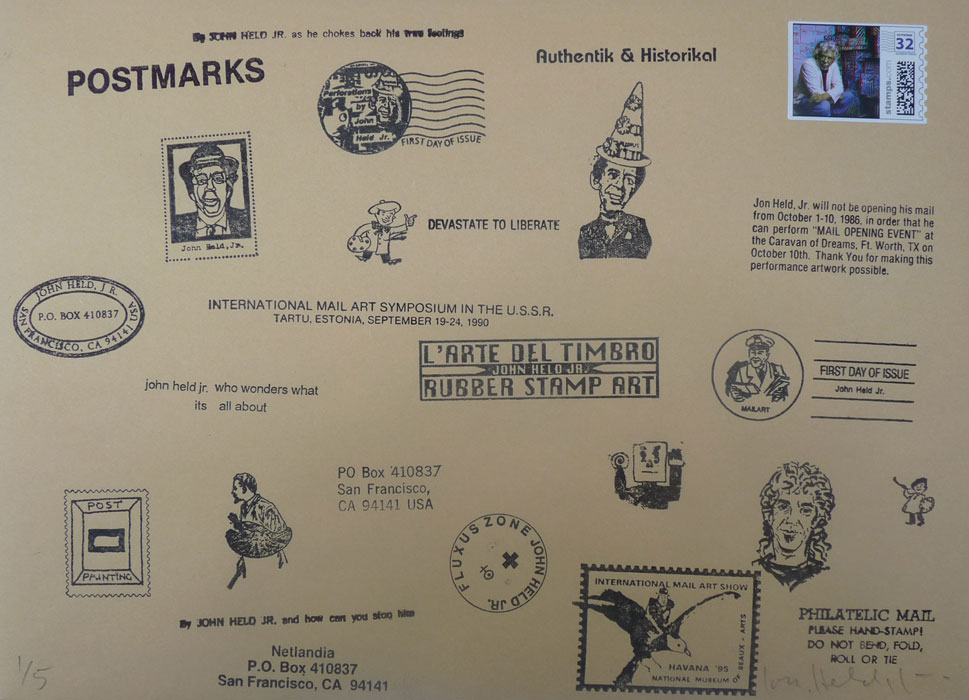 By JOHN HELD JR. as he chokes back his true feelings
POSTMARKS
Perforations
by
John
Held Jr.
FIRST DAY OF ISSUE
Authentik & Historikal
stamps.com
32
John Held, Jr.
DEVASTATE TO LIBERATE
Jon Held, Jr. will not be opening his mail
from October 1-10, 1986, in order that he
can perform "MAIL OPENING EVENT" at
the Caravan of Dreams, Ft. Worth, TX on
October 10th. Thank You for making this
performance artwork possible.
JOHN HELD, JR.
P.O. BOX 410837
SAN FRANCISCO, CA 94141 USA
INTERNATIONAL MAIL ART SYMPOSIUM IN THE U.S.S.R.
TARTU, ESTONIA, SEPTEMBER 19-24, 1990
L'ARTE DEL TIMBRO
JOHN HELD JR.
RUBBER STAMP ART
MAILART
FIRST DAY OF ISSUE
John Held Jr.
john held jr. who wonders what
its all about
PO Box 410837
San Francisco,
CA 94141 USA
POST
PAINTING
FLUXUS ZONE JOHN HELD JR.
INTERNATIONAL MAIL ART SHOW
HAVANA '95
NATIONAL MUSEUM OF BEAUX-ARTS
PHILATELIC MAIL
PLEASE HAND-STAMP!
DO NOT BEND, FOLD,
ROLL OR TIE
By JOHN HELD JR. and how can you stop him
Netlandia
P.O. Box 410837
San Francisco, CA 94141
1/5